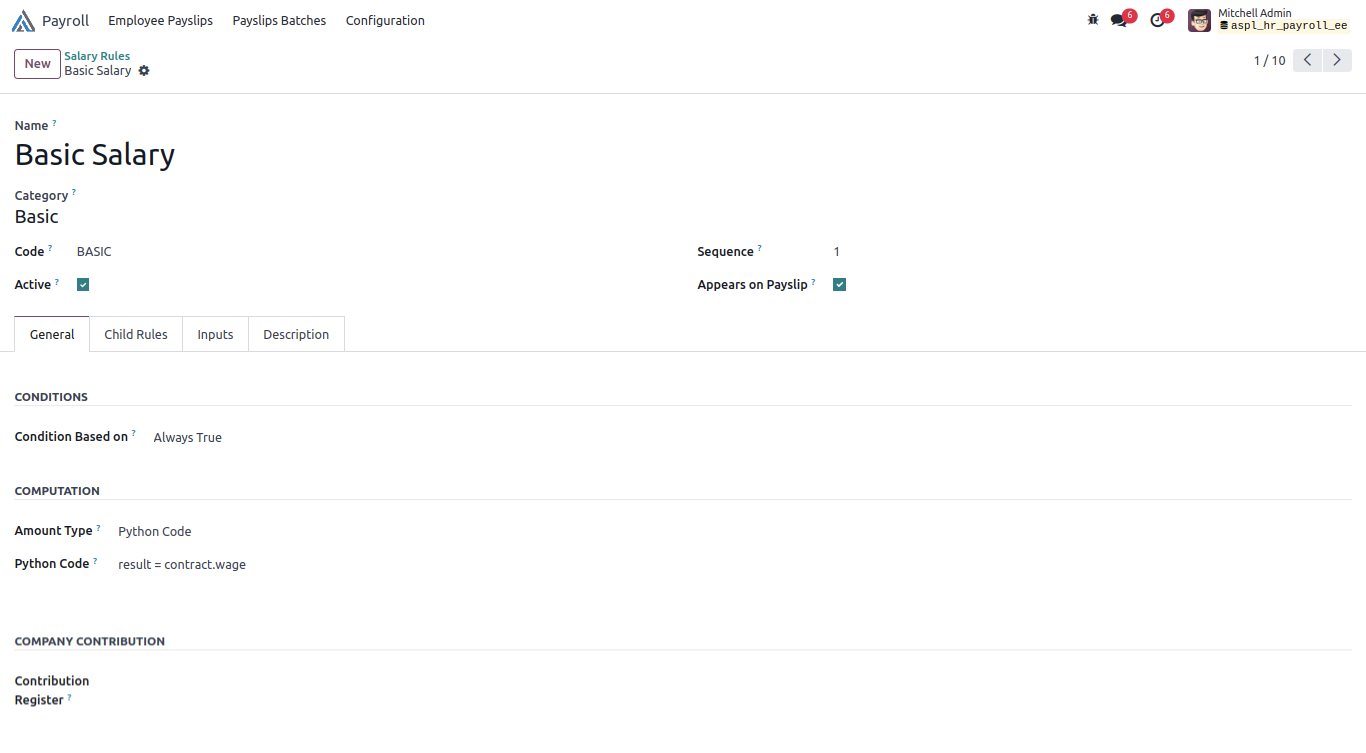 Payroll Employee Payslips Payslips Batches Configuration 6 6 Mitchell Admin
aspl_hr_payroll_ee
New Salary Rules
Basic Salary 1 / 10
Name ?
Basic Salary
Category ?
Basic
Code ? BASIC Sequence ? 1
Active ? Appears on Payslip ?
General Child Rules Inputs Description
CONDITIONS
Condition Based on ? Always True
COMPUTATION
Amount Type ? Python Code
Python Code ? result = contract.wage
COMPANY CONTRIBUTION
Contribution
Register ?